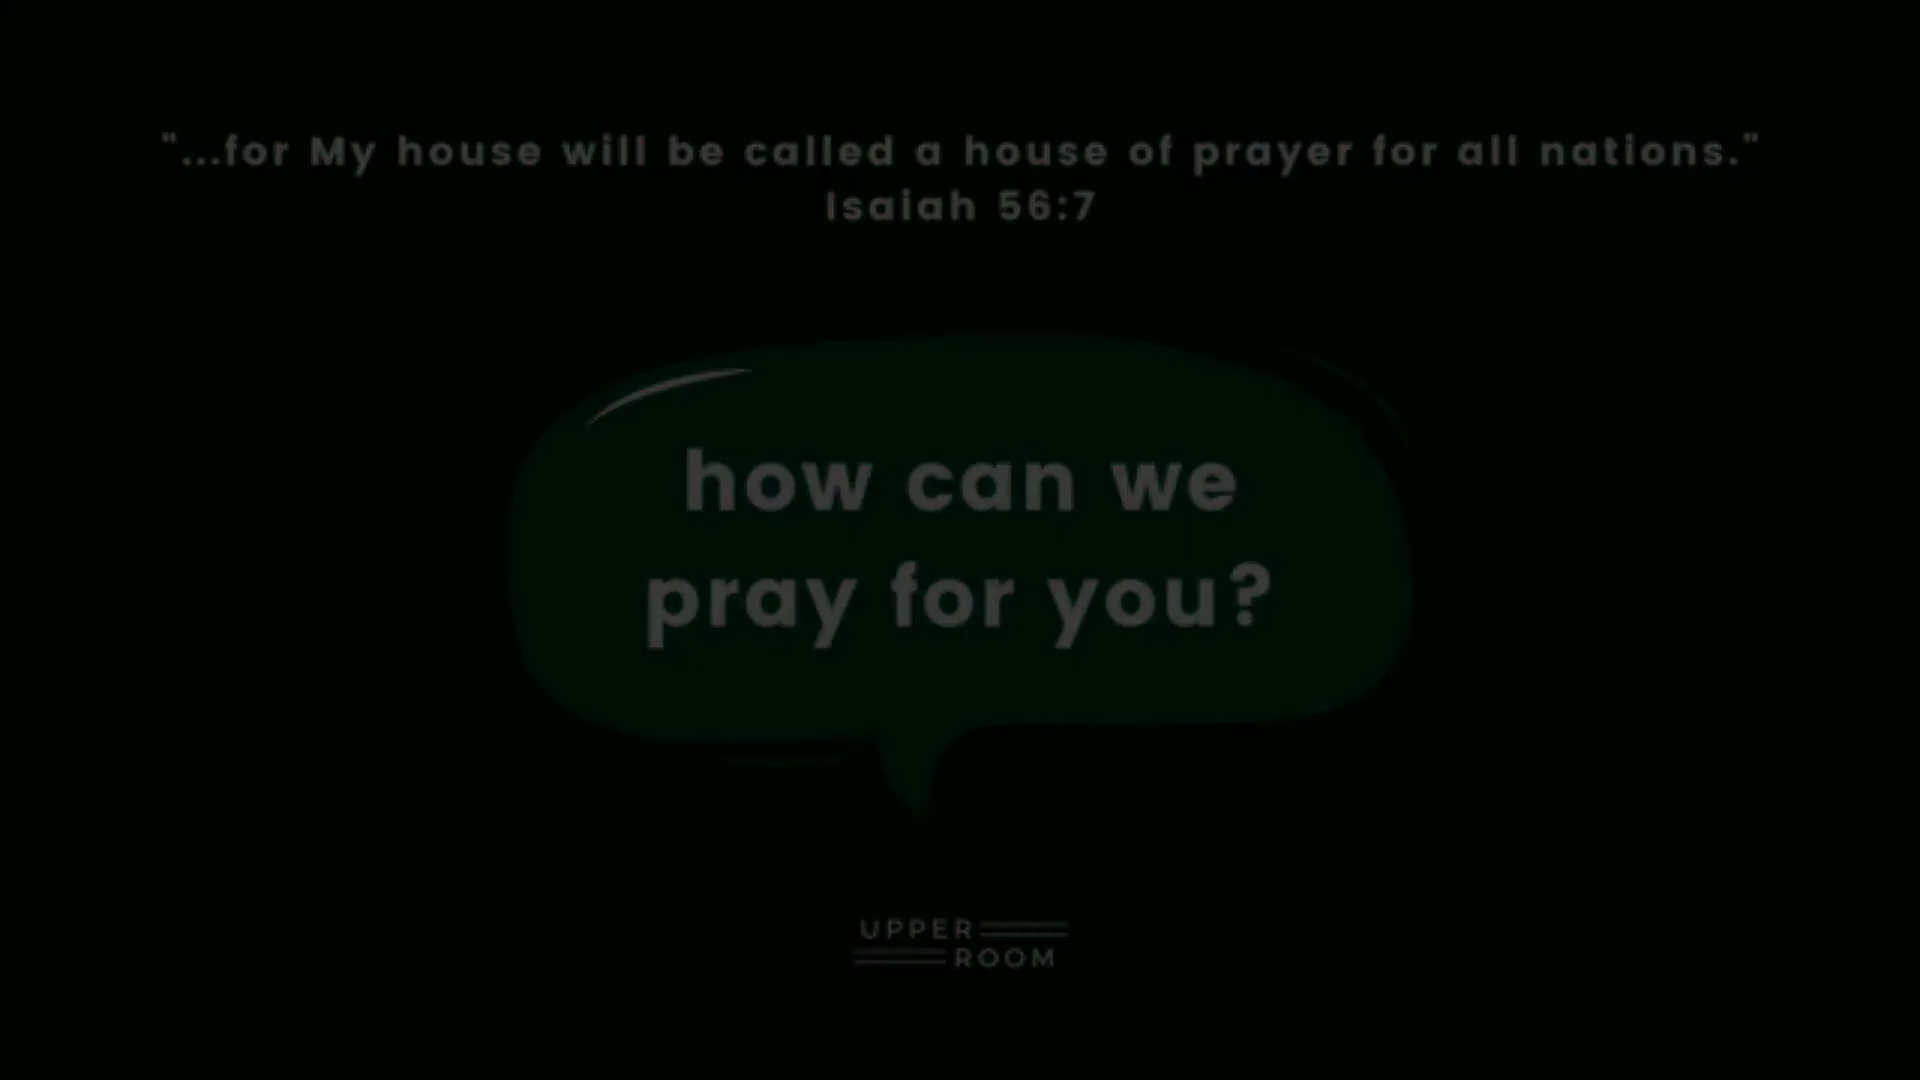 "...for My house will be called a house of prayer for all nations."
Isaiah 56:7
how can we
pray for you?
UPPER
ROOM